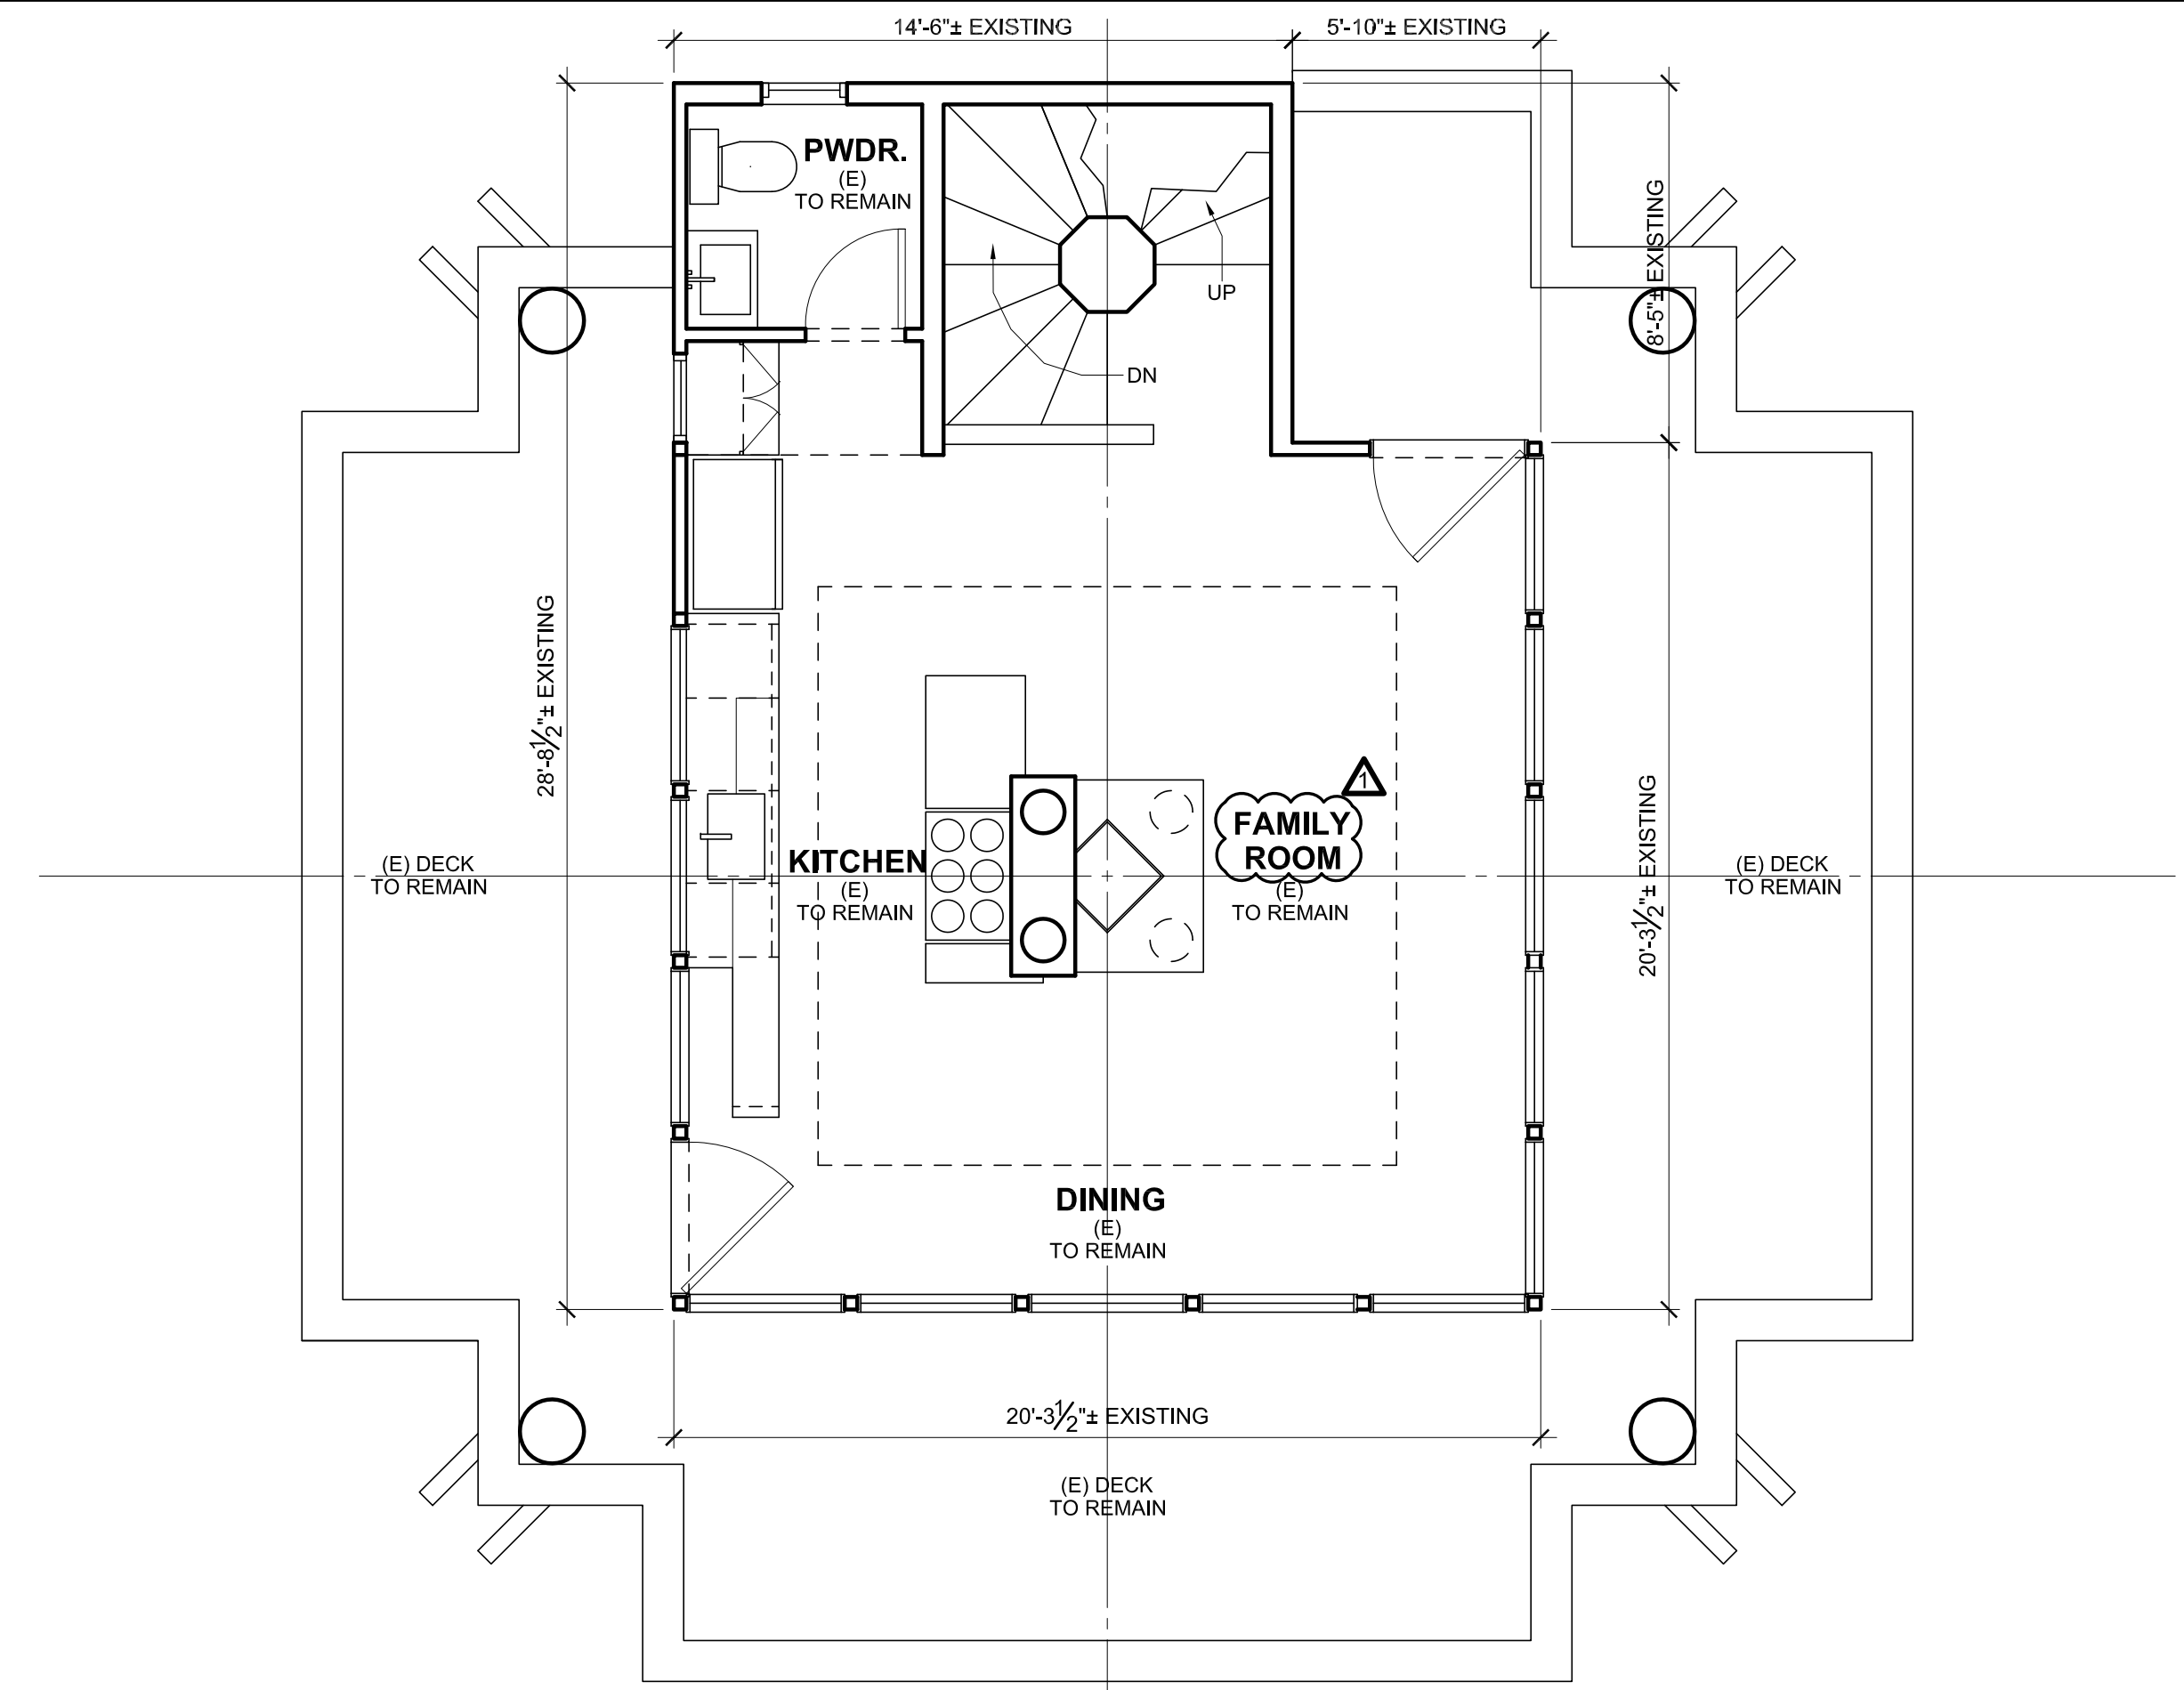 14'-6"± EXISTING
5'-10"± EXISTING
PWDR.
(E)
TO REMAIN
8'-5"± EXISTING
UP
DN
28'-8½"± EXISTING
1
FAMILY
ROOM
(E)
TO REMAIN
KITCHEN
(E)
TO REMAIN
20'-3½"± EXISTING
(E) DECK
TO REMAIN
(E) DECK
TO REMAIN
DINING
(E)
TO REMAIN
20'-3½"± EXISTING
(E) DECK
TO REMAIN